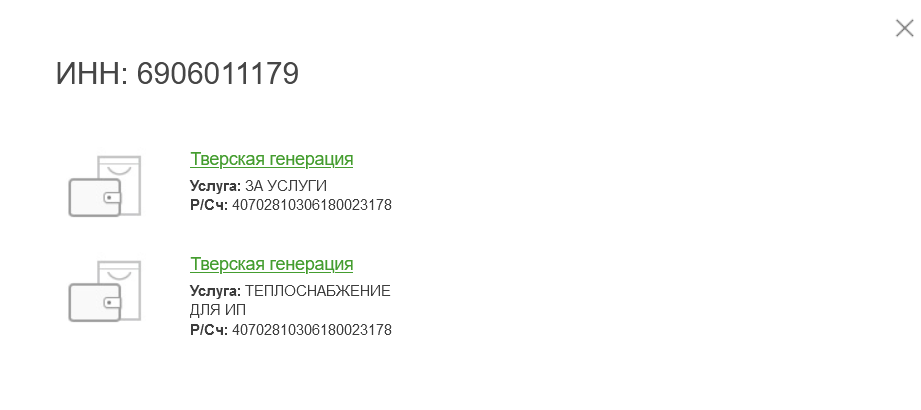 ИНН: 6906011179
Тверская генерация
Услуга: ЗА УСЛУГИ
Р/Сч: 40702810306180023178
Тверская генерация
Услуга: ТЕПЛОСНАБЖЕНИЕ
ДЛЯ ИП
Р/Сч: 40702810306180023178